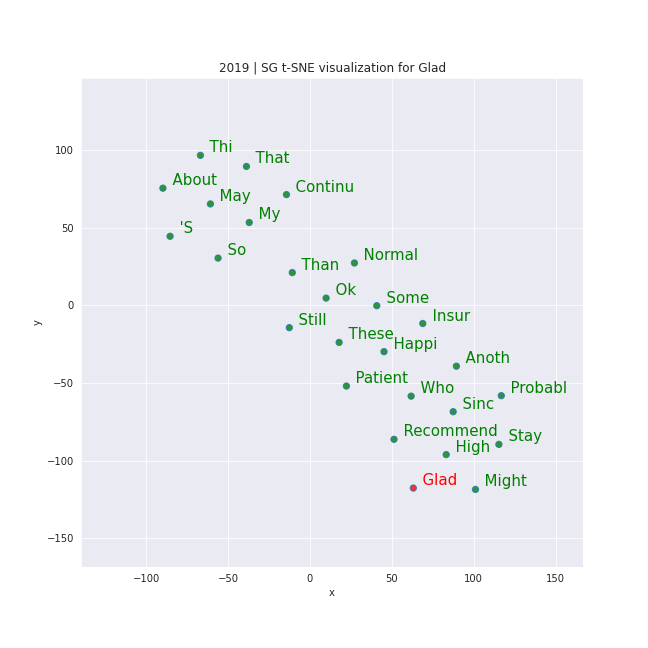 2019 | SG t-SNE visualization for Glad
Thi
That
About
Continu
May
My
'S
So
Than
Normal
Ok
Some
Still
Insur
These
Happi
Anoth
Patient
Who
Probabl
Sinc
Recommend
Stay
High
Glad
Might
100
50
0
−50
−100
−150
y
−100 −50 0 50 100 150
x